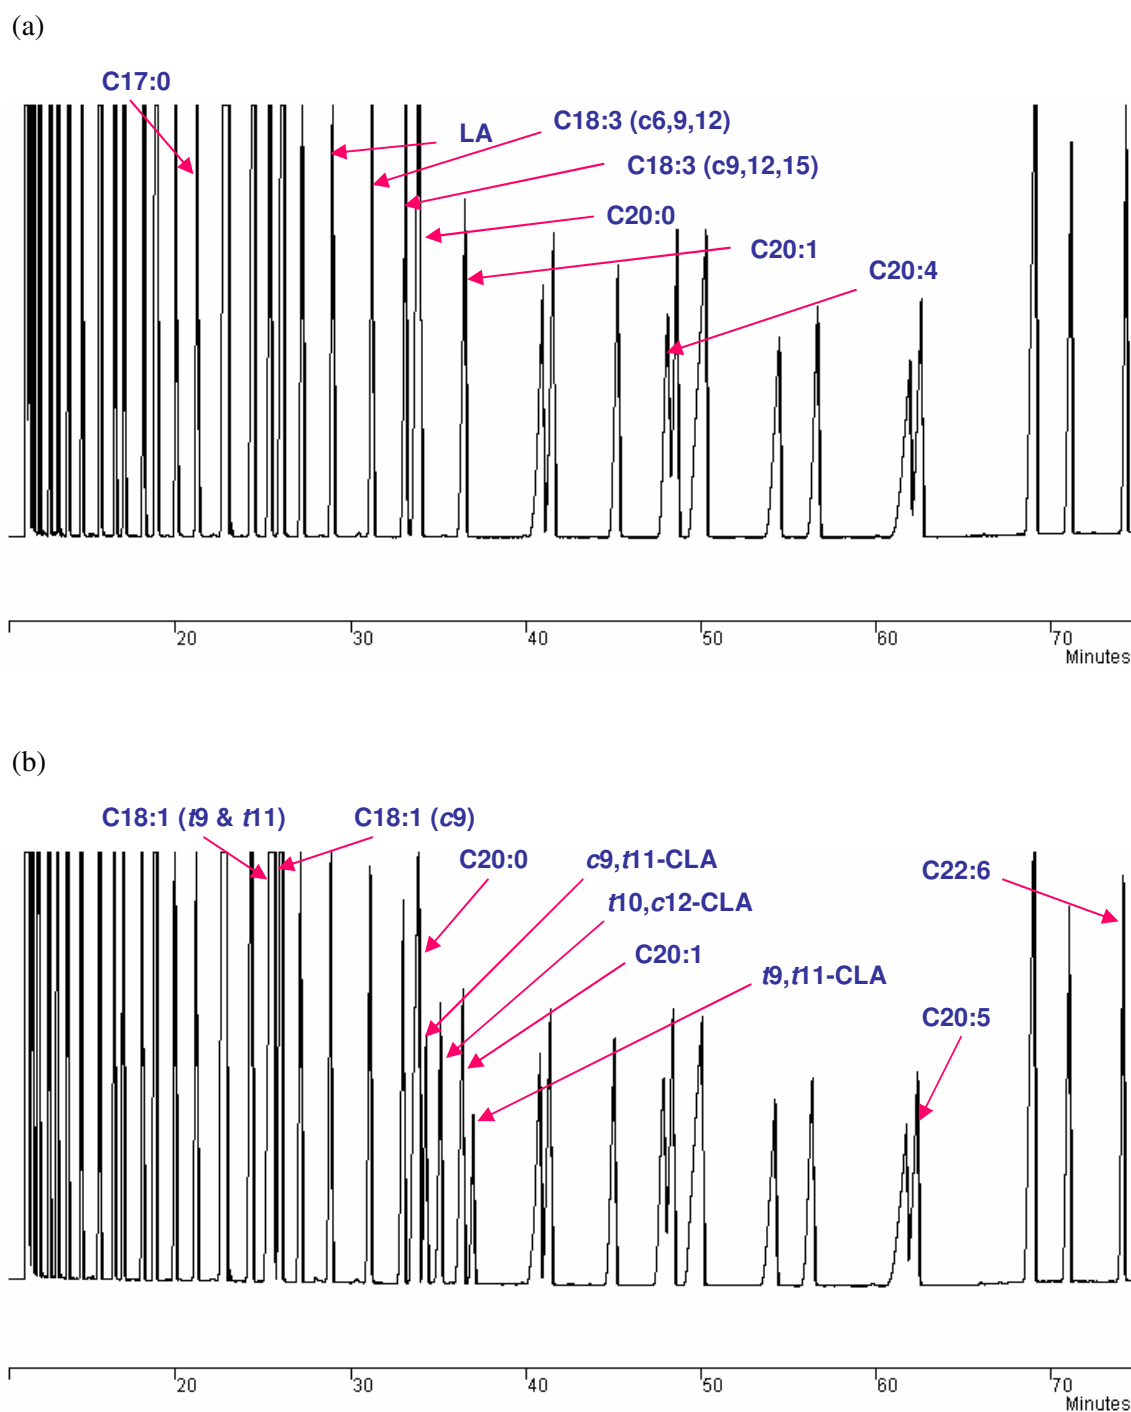 (a)
C17:0
LA
C18:3 (c6,9,12)
C18:3 (c9,12,15)
C20:0
C20:1
C20:4
20 30 40 50 60 70
Minutes
(b)
C18:1 (t9 & t11)
C18:1 (c9)
C20:0
c9,t11-CLA
t10,c12-CLA
C20:1
t9,t11-CLA
C22:6
C20:5
20 30 40 50 60 70
Minutes